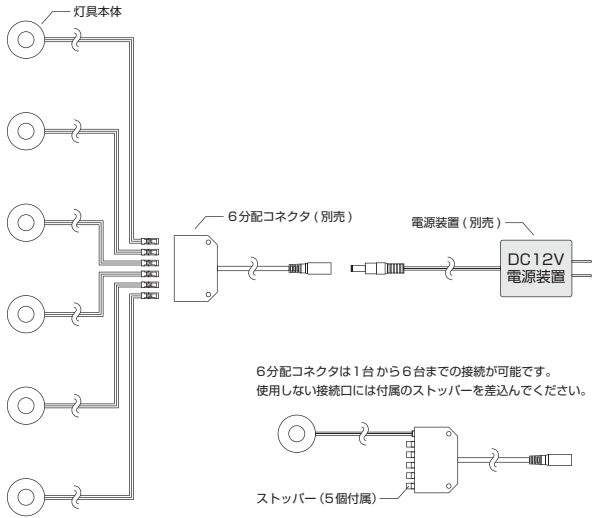 灯具本体
6分配コネクタ(別売)
電源装置(別売)
DC12V
電源装置
6分配コネクタは1台から6台までの接続が可能です。
使用しない接続口には付属のストッパーを差込んでください。
ストッパー(5個付属)